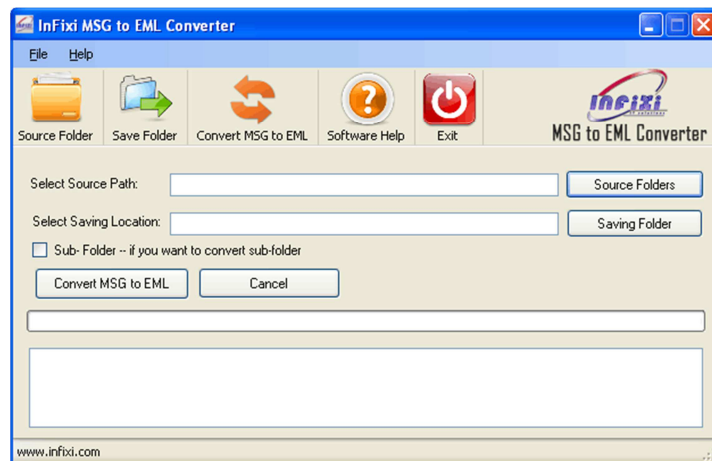 InFixi MSG to EML Converter
File Help
Source Folder Save Folder Convert MSG to EML Software Help Exit
InFixi
IT solutions
MSG to EML Converter
Select Source Path: Source Folders
Select Saving Location: Saving Folder
Sub- Folder -- if you want to convert sub-folder
Convert MSG to EML Cancel
www.infixi.com